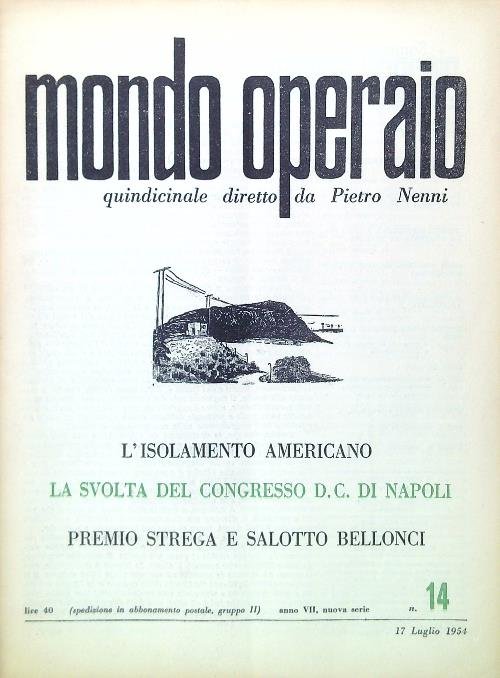 mondo operaio
quindicinale diretto da Pietro Nenni
L'ISOLAMENTO AMERICANO
LA SVOLTA DEL CONGRESSO D.C. DI NAPOLI
PREMIO STREGA E SALOTTO BELLONCI
lire 40 (spedizione in abbonamento postale, gruppo II) anno VII, nuova serie n. 14
17 Luglio 1954